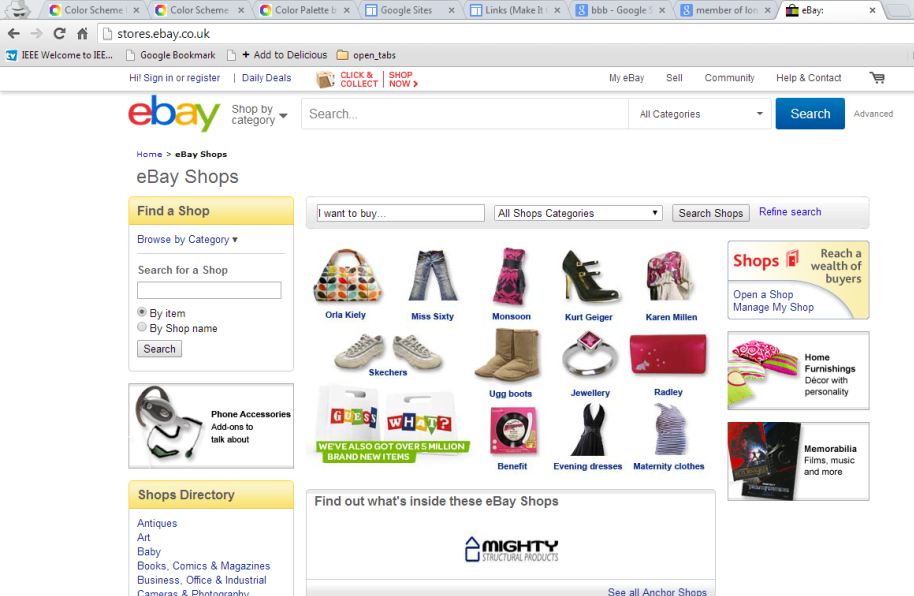 Color Scheme
Color Scheme
Color Palette b
Google Sites
Links (Make It
bbb - Google S
member of lon
eBay:
stores.ebay.co.uk
IEEE Welcome to IEE...
Google Bookmark
+ Add to Delicious
open_tabs
Hi! Sign in or register
Daily Deals
CLICK &
COLLECT
SHOP
NOW
My eBay
Sell
Community
Help & Contact
ebay
Shop by
category
Search...
All Categories
Search
Advanced
Home > eBay Shops
eBay Shops
Find a Shop
Browse by Category
Search for a Shop
By item
By Shop name
Search
Phone Accessories
Add-ons to
talk about
Shops Directory
Antiques
Art
Baby
Books, Comics & Magazines
Business, Office & Industrial
Cameras & Photography
I want to buy...
All Shops Categories
Search Shops
Refine search
Orla Kiely
Miss Sixty
Monsoon
Kurt Geiger
Karen Millen
Skechers
Ugg boots
Jewellery
Radley
GUESS WHAT?
WE'VE ALSO GOT OVER 5 MILLION
BRAND NEW ITEMS
Benefit
Evening dresses
Maternity clothes
Find out what's inside these eBay Shops
MIGHTY
STRUCTURAL PRODUCTS
See all Anchor Shops
Shops
Reach a
wealth of
buyers
Open a Shop
Manage My Shop
Home
Furnishings
Décor with
personality
Memorabilia
Films, music
and more